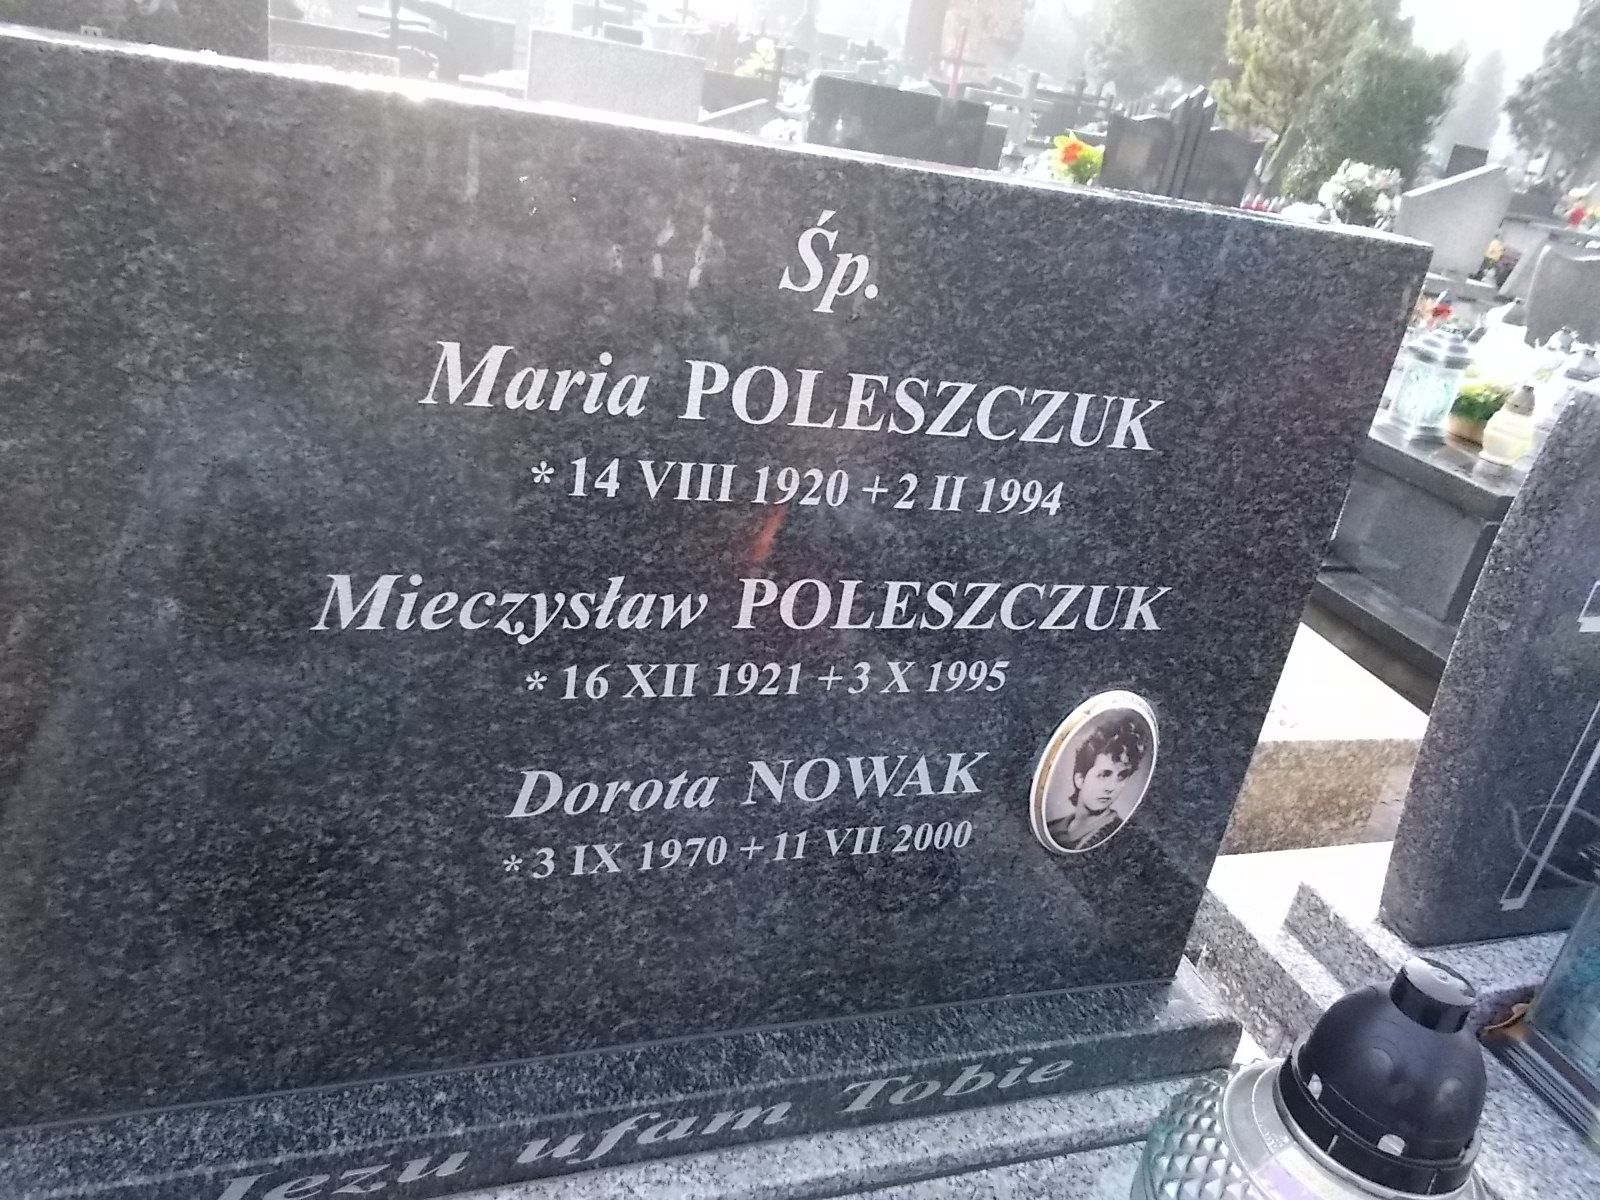 Śp.
Maria POLESZCZUK
* 14 VIII 1920 + 2 II 1994
Mieczysław POLESZCZUK
* 16 XII 1921 + 3 X 1995
Dorota NOWAK
* 3 IX 1970 + 11 VII 2000
Jezu ufam Tobie